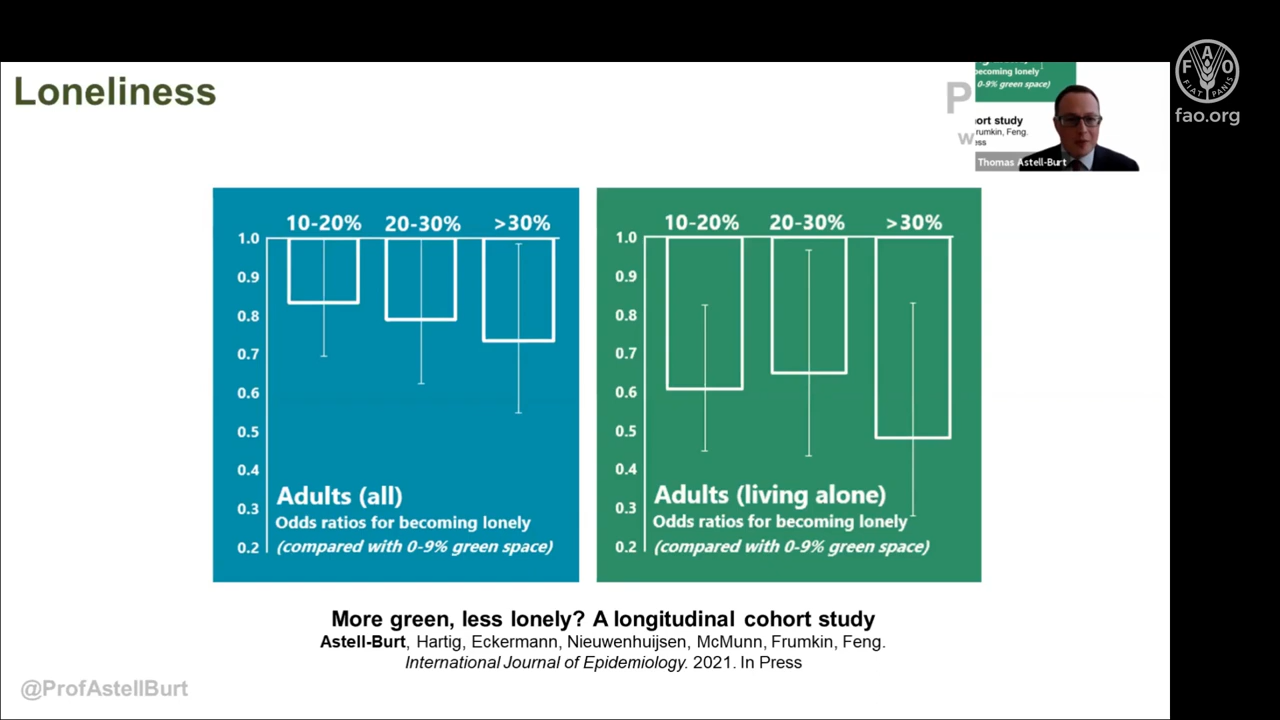 Loneliness
becoming lonely
0-9% green space)
P
ort study
rumkin, Feng.
w
ess
Thomas Astell-Burt
F A O
FIAT PANIS
fao.org
10-20% 20-30% >30%
1.0
0.9
0.8
0.7
0.6
0.5
0.4
0.3
0.2
Adults (all)
Odds ratios for becoming lonely
(compared with 0-9% green space)
10-20% 20-30% >30%
1.0
0.9
0.8
0.7
0.6
0.5
0.4
0.3
0.2
Adults (living alone)
Odds ratios for becoming lonely
(compared with 0-9% green space)
More green, less lonely? A longitudinal cohort study
Astell-Burt, Hartig, Eckermann, Nieuwenhuijsen, McMunn, Frumkin, Feng.
International Journal of Epidemiology. 2021. In Press
@ProfAstellBurt